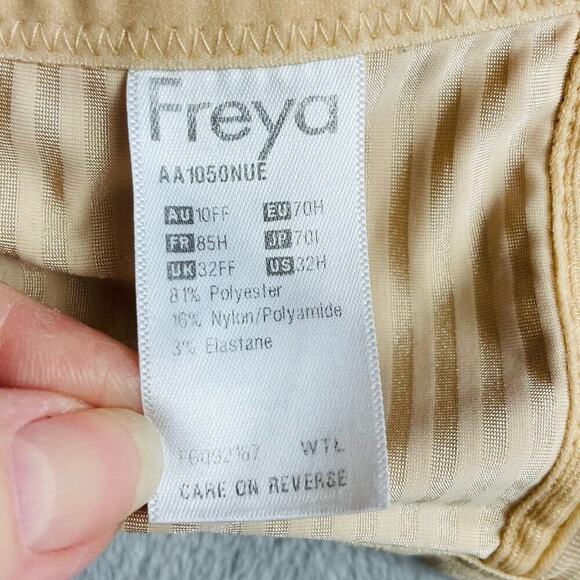 Freya
AA1050NUE
AU 10FF EU 70H
FR 85H JP 70I
UK 32FF US 32H
81% Polyester
16% Nylon/Polyamide
3% Elastane
WTL
CARE ON REVERSE